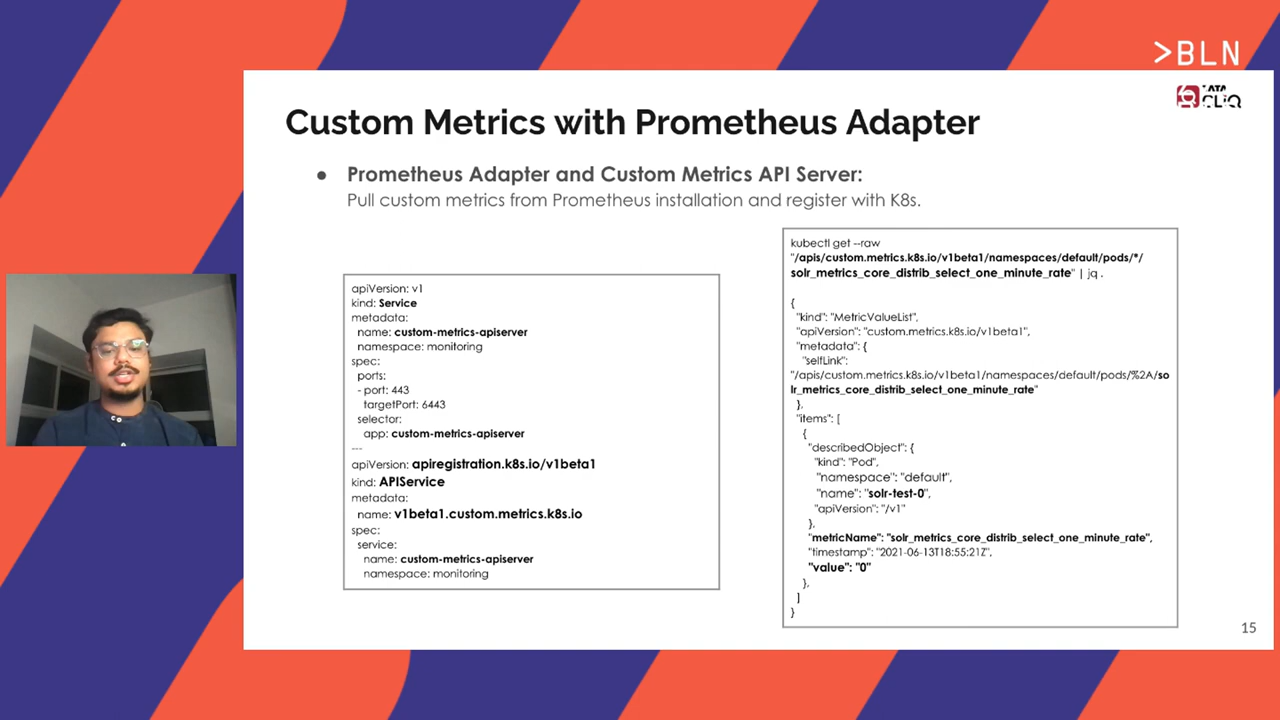 >BLN
TATA
CLiQ
Custom Metrics with Prometheus Adapter
● Prometheus Adapter and Custom Metrics API Server:
Pull custom metrics from Prometheus installation and register with K8s.
apiVersion: v1
kind: Service
metadata:
name: custom-metrics-apiserver
namespace: monitoring
spec:
ports:
- port: 443
targetPort: 6443
selector:
app: custom-metrics-apiserver
---
apiVersion: apiregistration.k8s.io/v1beta1
kind: APIService
metadata:
name: v1beta1.custom.metrics.k8s.io
spec:
service:
name: custom-metrics-apiserver
namespace: monitoring
kubectl get --raw
"/apis/custom.metrics.k8s.io/v1beta1/namespaces/default/pods/*/
solr_metrics_core_distrib_select_one_minute_rate" | jq .
{
"kind": "MetricValueList",
"apiVersion": "custom.metrics.k8s.io/v1beta1",
"metadata": {
"selfLink":
"/apis/custom.metrics.k8s.io/v1beta1/namespaces/default/pods/%2A/so
lr_metrics_core_distrib_select_one_minute_rate"
},
"items": [
{
"describedObject": {
"kind": "Pod",
"namespace": "default",
"name": "solr-test-0",
"apiVersion": "/v1"
},
"metricName": "solr_metrics_core_distrib_select_one_minute_rate",
"timestamp": "2021-06-13T18:55:21Z",
"value": "0"
},
]
}
15